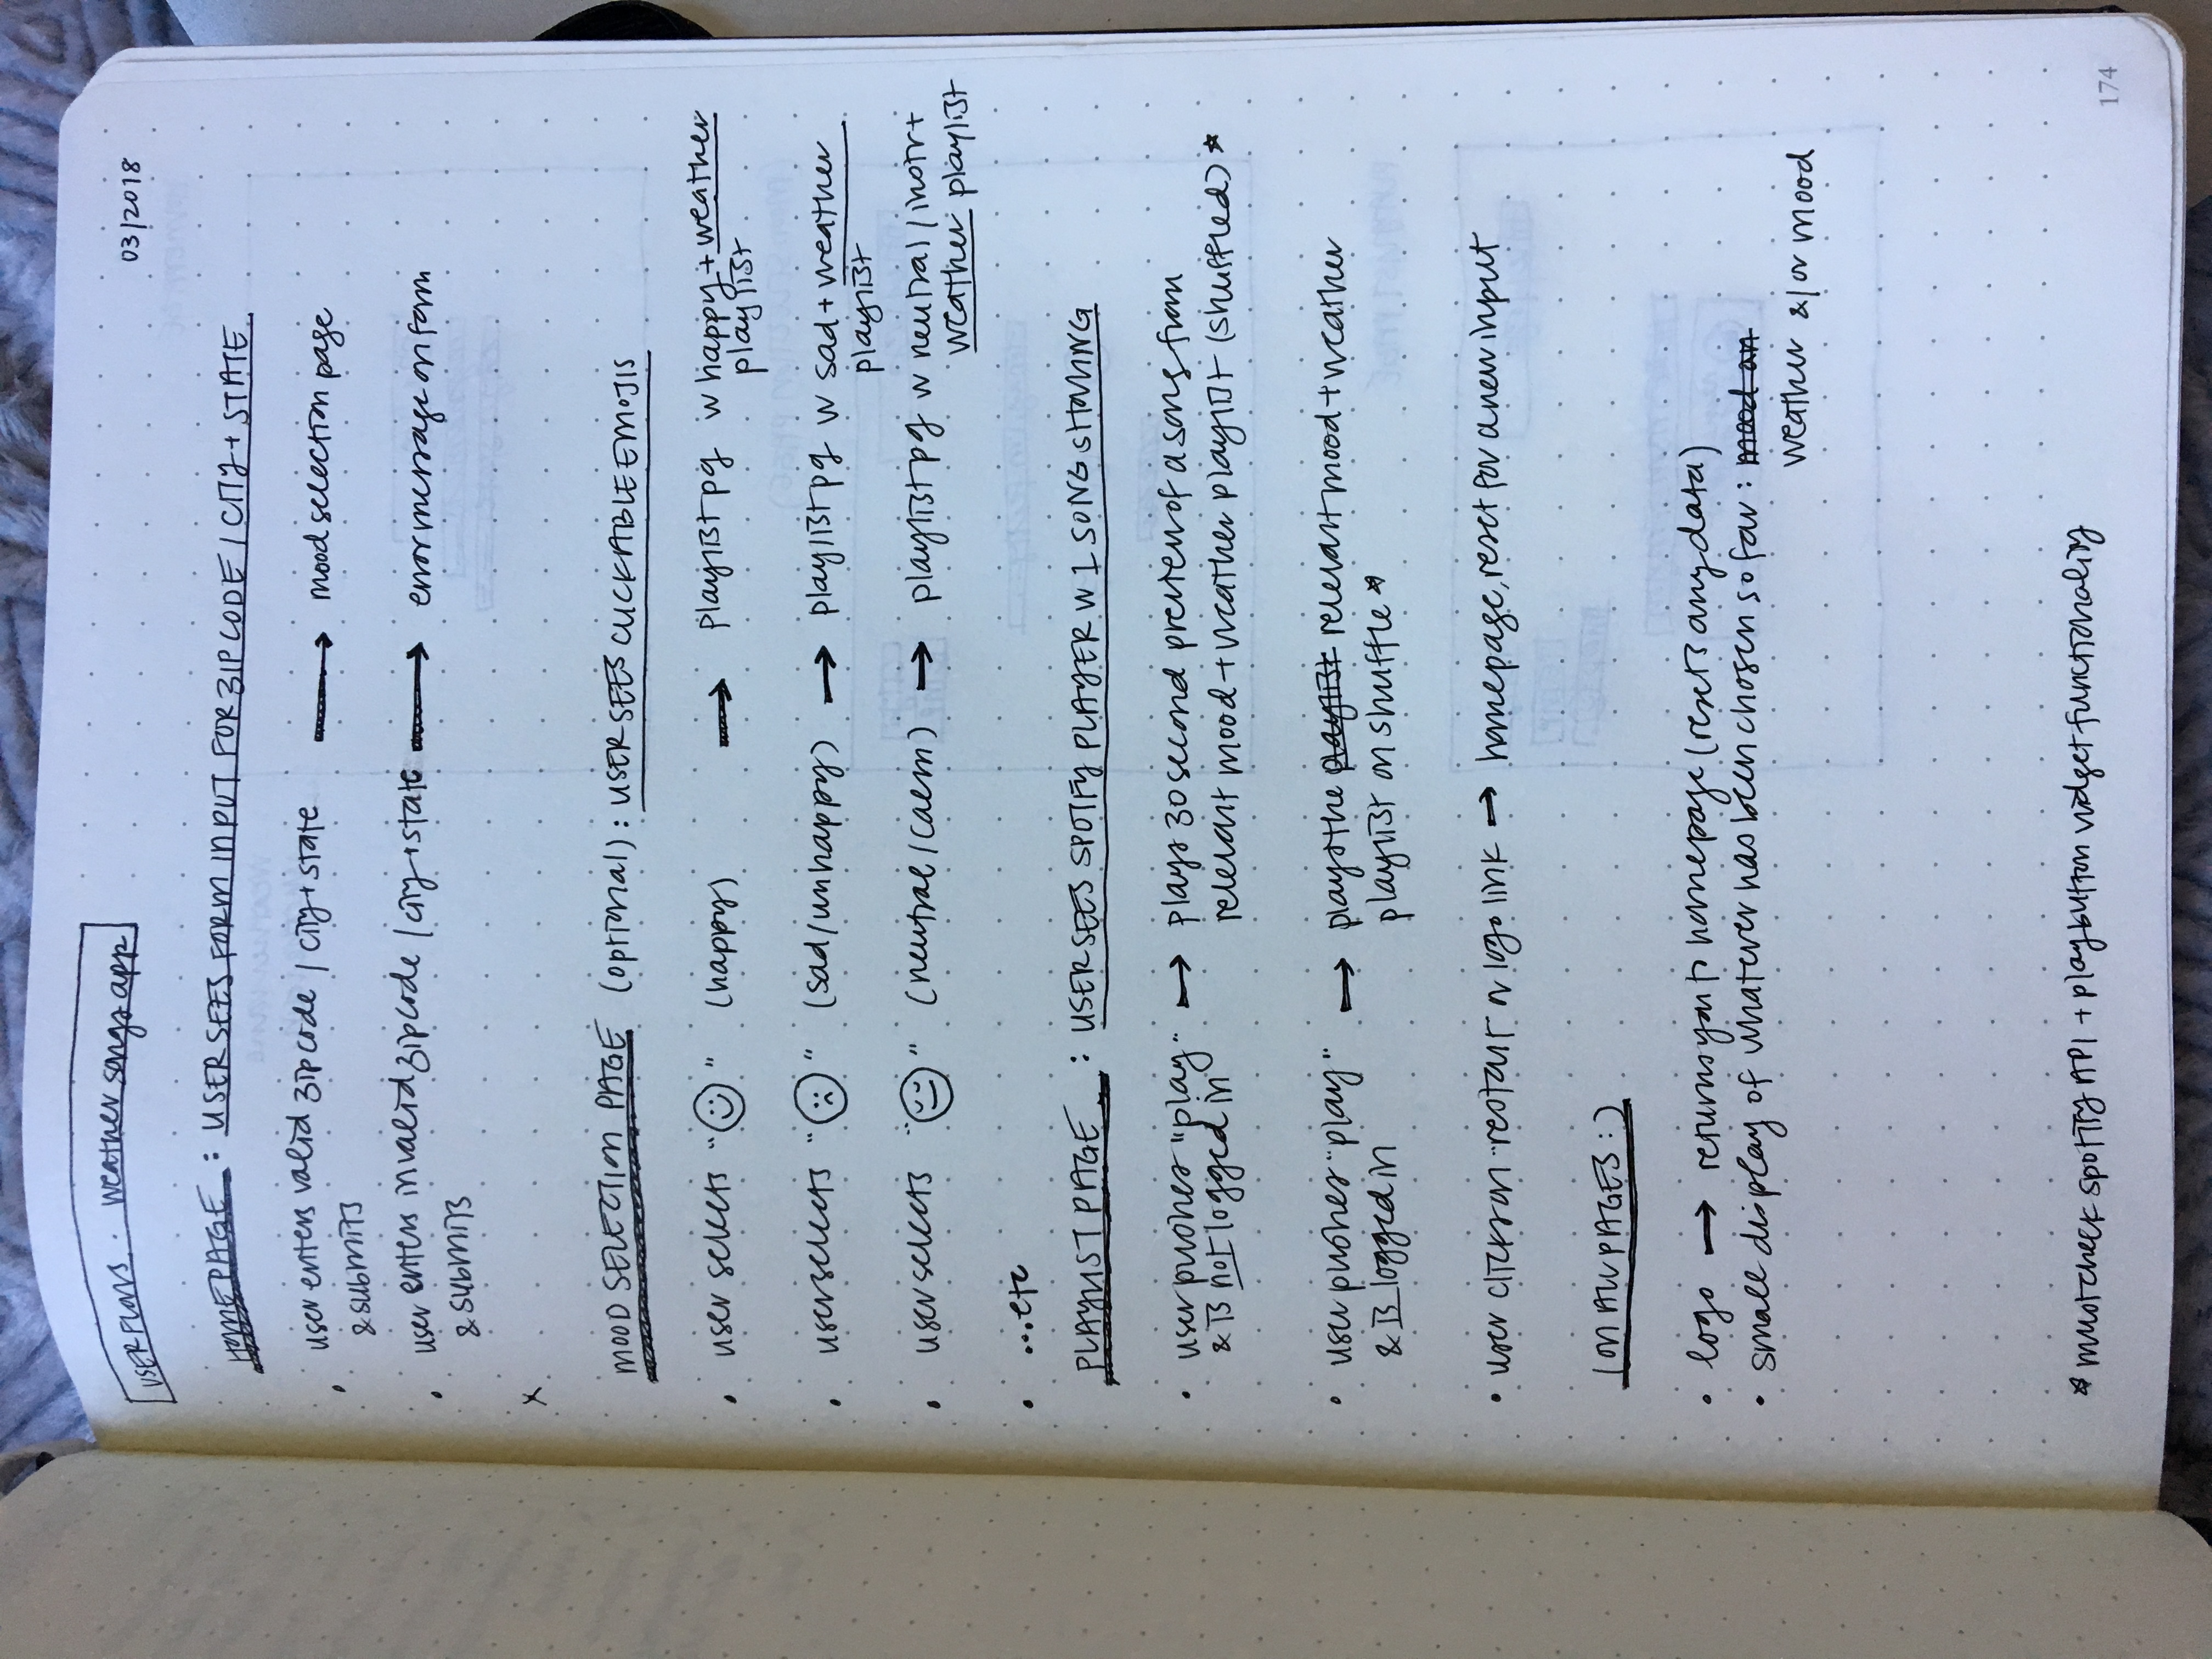 USER FLOWS · weather songs app
03/2018
HOMEPAGE : USER SEES FORM INPUT FOR ZIPCODE / CITY + STATE
• user enters valid zipcode / city + state → mood selection page
& submits
• user enters invalid zipcode / city + state → error message on form
& submits
x
MOOD SELECTION PAGE (optional) : USER SEES CLICKABLE EMOJIS
• user selects "☺" (happy) → playlist pg w happy + weather
playlist
• user selects "☹" (sad/unhappy) → playlist pg w sad + weather
playlist
• user selects "😌" (neutral/calm) → playlist pg w neutral / instr +
weather playlist
• ...etc
PLAYLIST PAGE : USER SEES SPOTIFY PLAYER W 1 SONG SHOWING
• user pushes "play" → plays 30 second preview of a song from
& is not logged in relevant mood + weather playlist (shuffled) *
• user pushes "play" → plays the playlist relevant mood + weather
& is logged in playlist on shuffle *
• user clicks on "restart" or logo link → homepage, reset for a new input
(ON ALL PAGES:)
• logo → returns you to homepage (resets any data)
• small display of whatever has been chosen so far : mood an
weather &/or mood
* must check spotify API + play button widget functionality
174